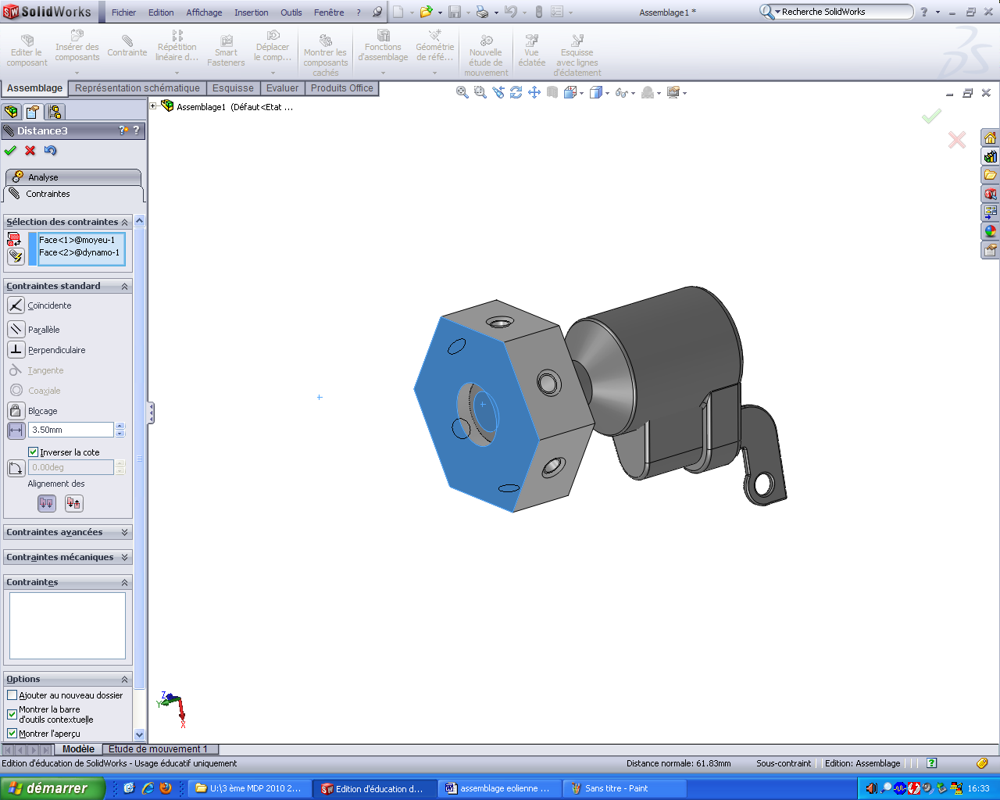 SolidWorks
Fichier Edition Affichage Insertion Outils Fenêtre ?
Assemblage1 *
Recherche SolidWorks
Editer le composant
Insérer des composants
Contrainte
Répétition linéaire d...
Smart Fasteners
Déplacer le comp...
Montrer les composants cachés
Fonctions d'assemblage
Géométrie de réfé...
Nouvelle étude de mouvement
Vue éclatée
Esquisse avec lignes d'éclatement
Assemblage Représentation schématique Esquisse Evaluer Produits Office
Assemblage1 (Défaut<Etat ...
Distance3
Analyse
Contraintes
Sélection des contraintes
Face<1>@moyeu-1
Face<2>@dynamo-1
Contraintes standard
Coïncidente
Parallèle
Perpendiculaire
Tangente
Coaxiale
Blocage
3.50mm
Inverser la cote
0.00deg
Alignement des
Contraintes avancées
Contraintes mécaniques
Contraintes
Options
Ajouter au nouveau dossier
Montrer la barre
d'outils contextuelle
Montrer l'aperçu
Z
Y
X
Modèle Etude de mouvement 1
Edition d'éducation de SolidWorks - Usage éducatif uniquement
Distance normale: 61.83mm Sous-contraint Edition: Assemblage
démarrer
U:\3 ème MDP 2010 2...
Edition d'éducation d...
assemblage eolienne ...
Sans titre - Paint
16:33